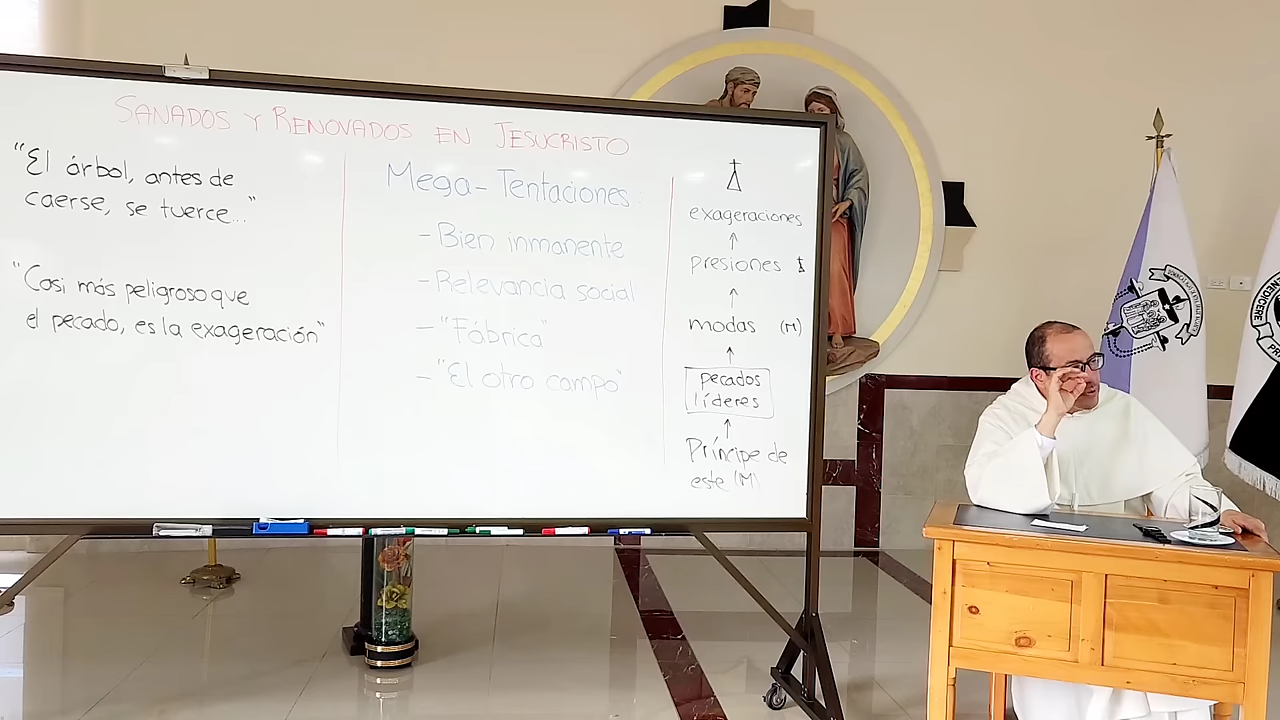 SANADOS Y RENOVADOS EN JESUCRISTO
"El árbol, antes de
caerse, se tuerce..."
"Casi más peligroso que
el pecado, es la exageración"
Mega-Tentaciones:
- Bien inmanente
- Relevancia social
- "Fábrica"
- "El otro campo"
exageraciones
↑
presiones
↑
modas (M)
↑
pecados
líderes
↑
Príncipe de
este (M)